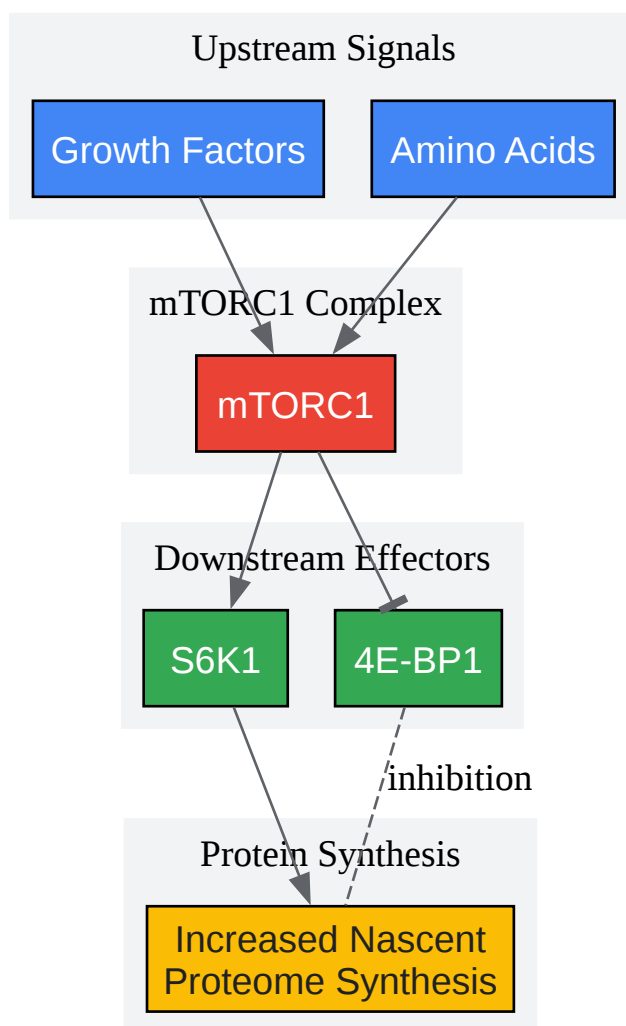 Upstream Signals
Growth Factors
Amino Acids
mTORC1 Complex
mTORC1
Downstream Effectors
S6K1
4E-BP1
inhibition
Protein Synthesis
Increased Nascent
Proteome Synthesis